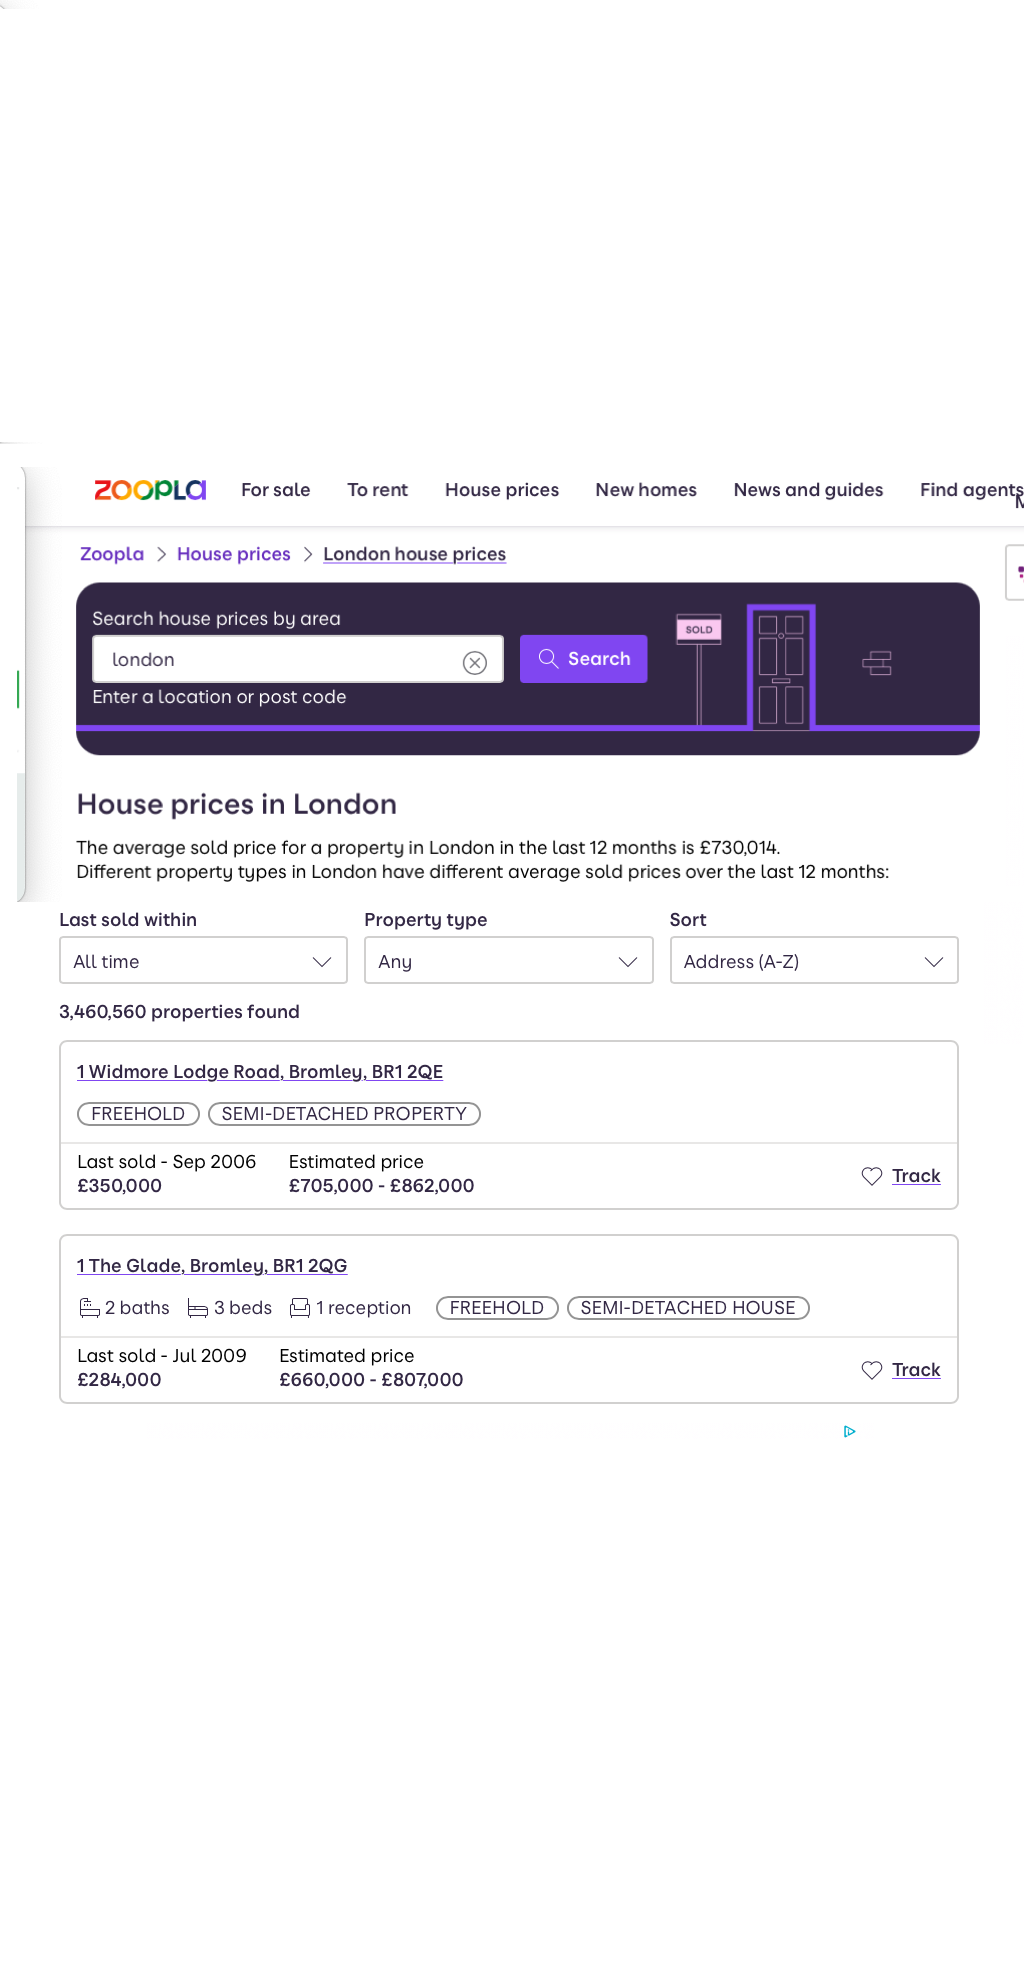 ZOOPLA For sale To rent House prices New homes News and guides Find agents
Zoopla House prices London house prices
Search house prices by area
london
Search
SOLD
Enter a location or post code
House prices in London
The average sold price for a property in London in the last 12 months is £730,014.
Different property types in London have different average sold prices over the last 12 months:
Last sold within Property type Sort
All time Any Address (A-Z)
3,460,560 properties found
1 Widmore Lodge Road, Bromley, BR1 2QE
FREEHOLD SEMI-DETACHED PROPERTY
Last sold - Sep 2006 Estimated price
£350,000 £705,000 - £862,000
Track
1 The Glade, Bromley, BR1 2QG
2 baths 3 beds 1 reception FREEHOLD SEMI-DETACHED HOUSE
Last sold - Jul 2009 Estimated price
£284,000 £660,000 - £807,000
Track